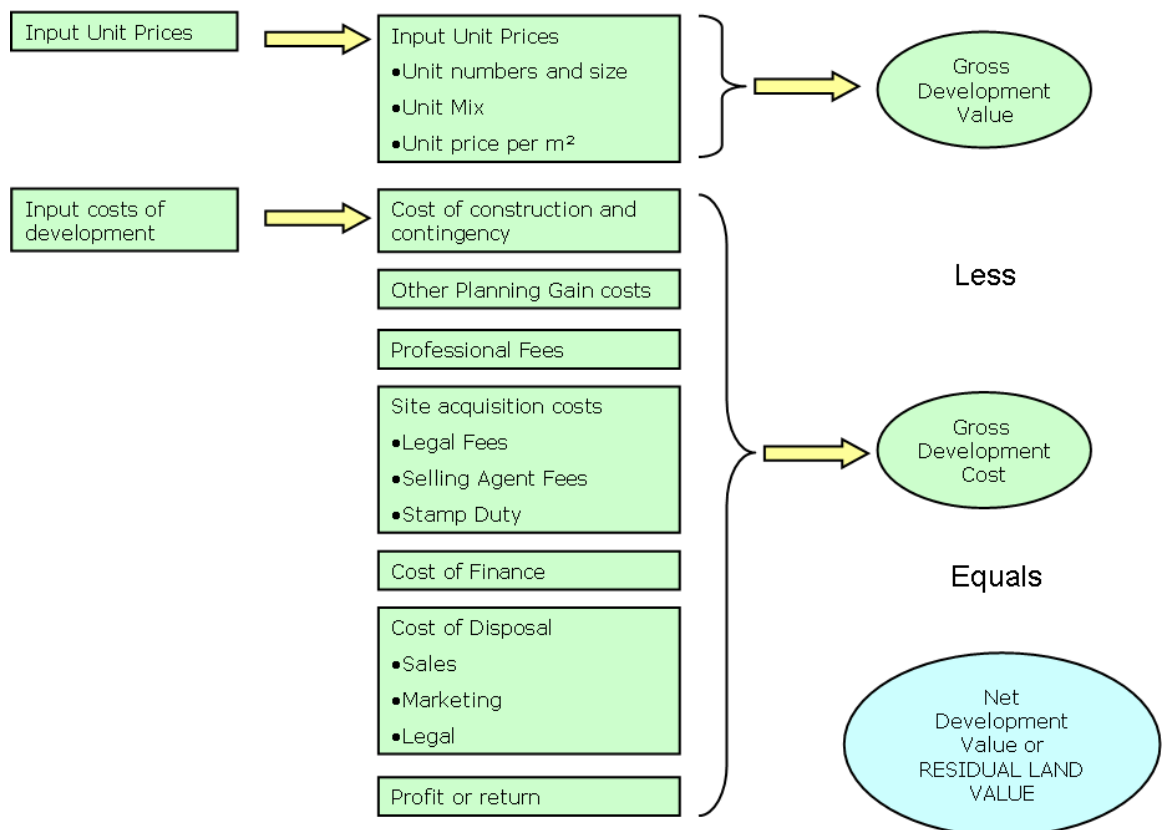 Input Unit Prices
Input Unit Prices
•Unit numbers and size
•Unit Mix
•Unit price per m²
Gross
Development
Value
Input costs of
development
Cost of construction and
contingency
Less
Other Planning Gain costs
Professional Fees
Site acquisition costs
•Legal Fees
•Selling Agent Fees
•Stamp Duty
Gross
Development
Cost
Cost of Finance
Equals
Cost of Disposal
•Sales
•Marketing
•Legal
Net
Development
Value or
RESIDUAL LAND
VALUE
Profit or return